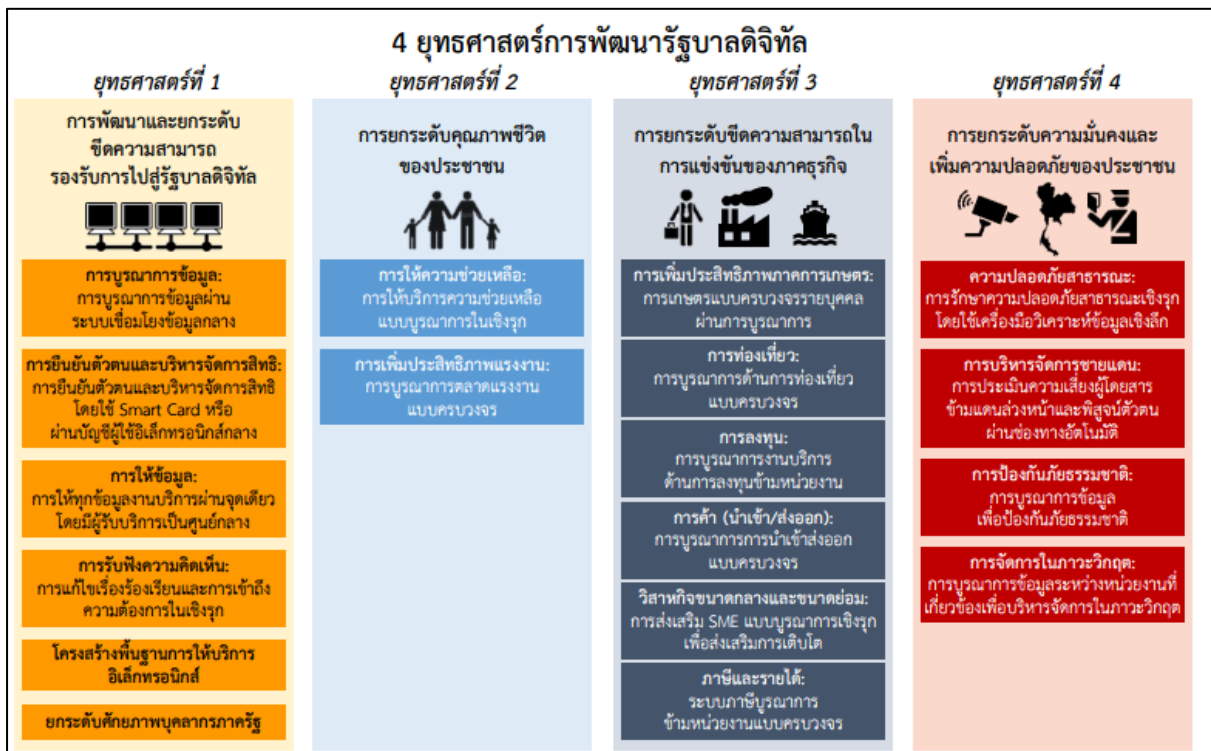 4 ยุทธศาสตร์การพัฒนารัฐบาลดิจิทัล
ยุทธศาสตร์ที่ 1
การพัฒนาและยกระดับ
ขีดความสามารถ
รองรับการไปสู่รัฐบาลดิจิทัล
การบูรณาการข้อมูล:
การบูรณาการข้อมูลผ่าน
ระบบเชื่อมโยงข้อมูลกลาง
การยืนยันตัวตนและบริหารจัดการสิทธิ:
การยืนยันตัวตนและบริหารจัดการสิทธิ
โดยใช้ Smart Card หรือ
ผ่านบัญชีผู้ใช้อิเล็กทรอนิกส์กลาง
การให้ข้อมูล:
การให้ทุกข้อมูลงานบริการผ่านจุดเดียว
โดยมีผู้รับบริการเป็นศูนย์กลาง
การรับฟังความคิดเห็น:
การแก้ไขเรื่องร้องเรียนและการเข้าถึง
ความต้องการในเชิงรุก
โครงสร้างพื้นฐานการให้บริการ
อิเล็กทรอนิกส์
ยกระดับศักยภาพบุคลากรภาครัฐ
ยุทธศาสตร์ที่ 2
การยกระดับคุณภาพชีวิต
ของประชาชน
การให้ความช่วยเหลือ:
การให้บริการความช่วยเหลือ
แบบบูรณาการในเชิงรุก
การเพิ่มประสิทธิภาพแรงงาน:
การบูรณาการตลาดแรงงาน
แบบครบวงจร
ยุทธศาสตร์ที่ 3
การยกระดับขีดความสามารถใน
การแข่งขันของภาคธุรกิจ
การเพิ่มประสิทธิภาพภาคการเกษตร:
การเกษตรแบบครบวงจรรายบุคคล
ผ่านการบูรณาการ
การท่องเที่ยว:
การบูรณาการด้านการท่องเที่ยว
แบบครบวงจร
การลงทุน:
การบูรณาการงานบริการ
ด้านการลงทุนข้ามหน่วยงาน
การค้า (นำเข้า/ส่งออก):
การบูรณาการการนำเข้าส่งออก
แบบครบวงจร
วิสาหกิจขนาดกลางและขนาดย่อม:
การส่งเสริม SME แบบบูรณาการเชิงรุก
เพื่อส่งเสริมการเติบโต
ภาษีและรายได้:
ระบบภาษีบูรณาการ
ข้ามหน่วยงานแบบครบวงจร
ยุทธศาสตร์ที่ 4
การยกระดับความมั่นคงและ
เพิ่มความปลอดภัยของประชาชน
ความปลอดภัยสาธารณะ:
การรักษาความปลอดภัยสาธารณะเชิงรุก
โดยใช้เครื่องมือวิเคราะห์ข้อมูลเชิงลึก
การบริหารจัดการชายแดน:
การประเมินความเสี่ยงผู้โดยสาร
ข้ามแดนล่วงหน้าและพิสูจน์ตัวตน
ผ่านช่องทางอัตโนมัติ
การป้องกันภัยธรรมชาติ:
การบูรณาการข้อมูล
เพื่อป้องกันภัยธรรมชาติ
การจัดการในภาวะวิกฤต:
การบูรณาการข้อมูลระหว่างหน่วยงานที่
เกี่ยวข้องเพื่อบริหารจัดการในภาวะวิกฤต